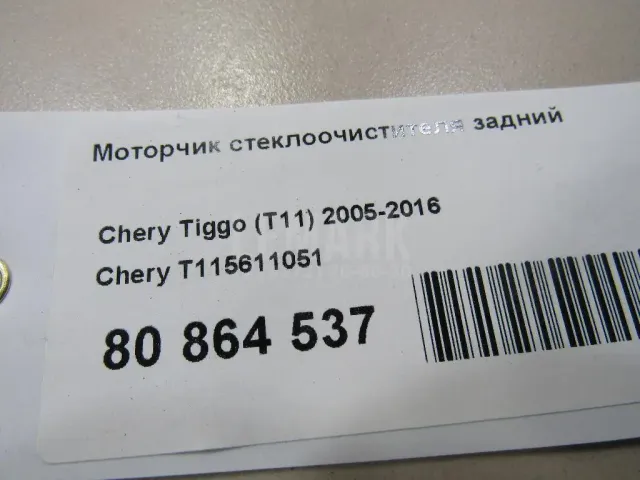 Моторчик стеклоочистителя задний
Chery Tiggo (T11) 2005-2016
Chery T115611051
80 864 537